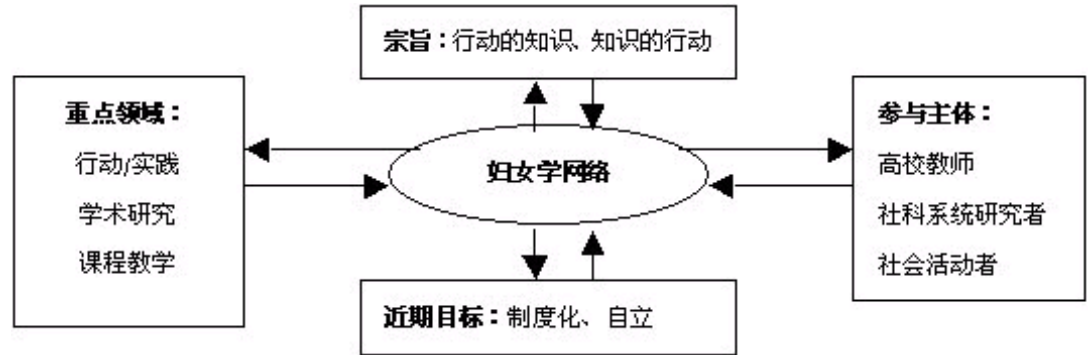 宗旨：行动的知识、知识的行动
重点领域：
行动/实践
学术研究
课程教学
妇女学网络
参与主体：
高校教师
社科系统研究者
社会活动者
近期目标：制度化、自立